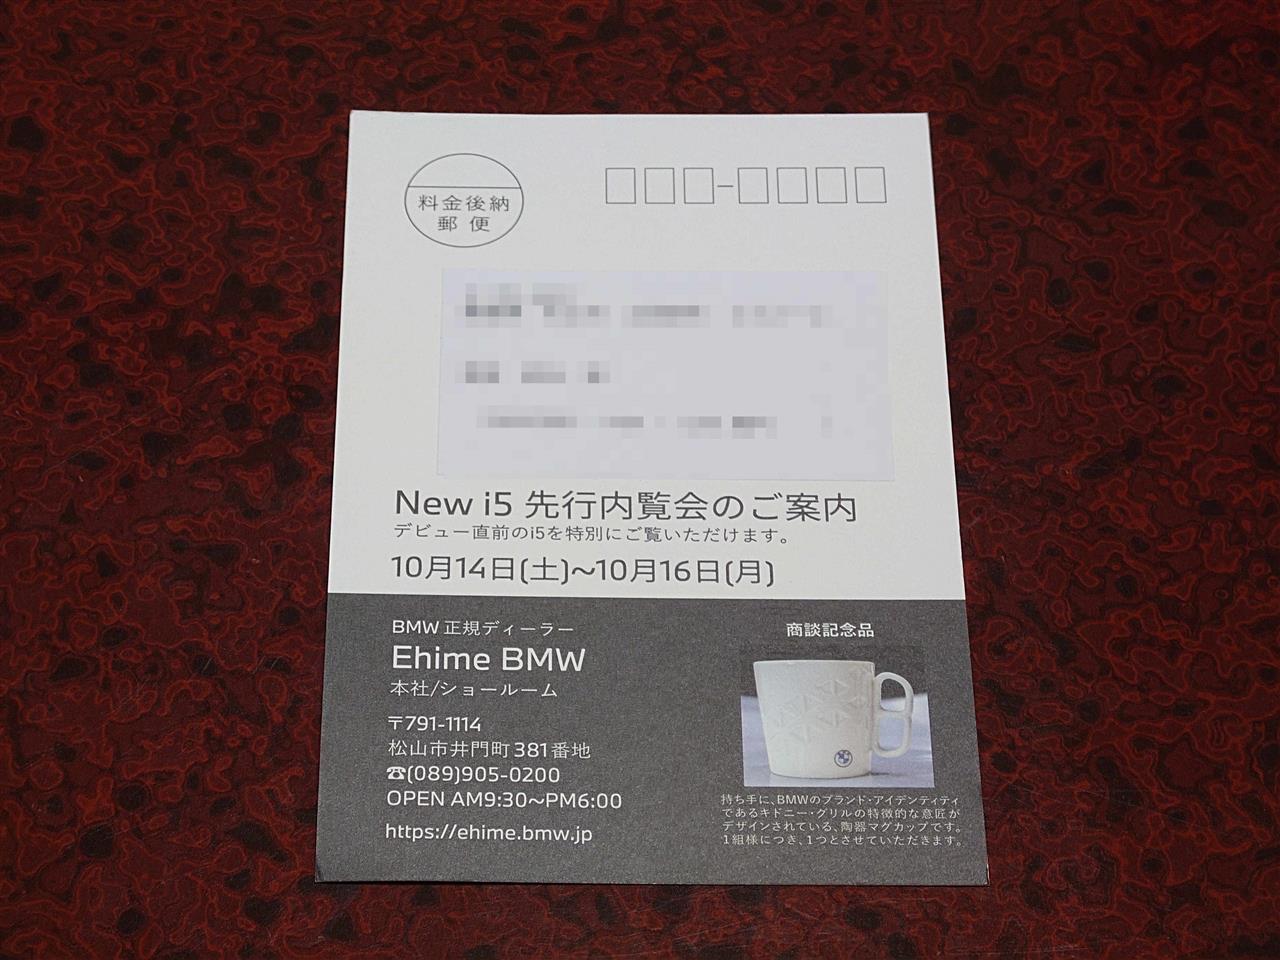 料金後納
郵便
New i5 先行内覧会のご案内
デビュー直前のi5を特別にご覧いただけます。
10月14日(土)~10月16日(月)
BMW 正規ディーラー
Ehime BMW
本社/ショールーム
〒791-1114
松山市井門町381番地
☎(089)905-0200
OPEN AM9:30~PM6:00
https://ehime.bmw.jp
商談記念品
持ち手に、BMWのブランド・アイデンティティ
であるキドニー・グリルの特徴的な意匠が
デザインされている、陶器マグカップです。
1組様につき、1つとさせていただきます。